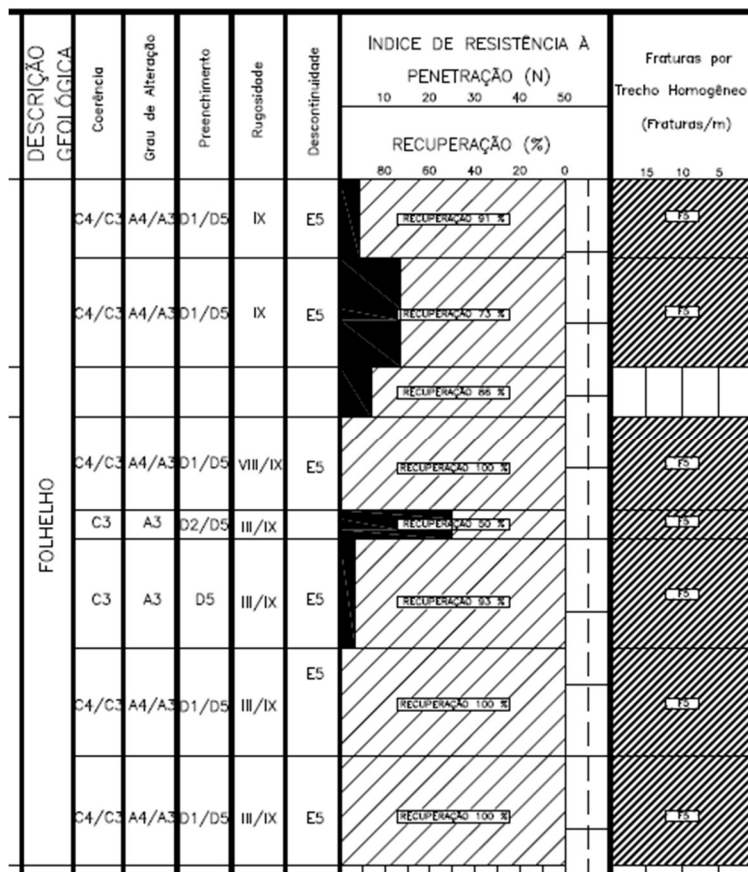 DESCRIÇÃO
GEOLÓGICA
Coerência
Grau de Alteração
Preenchimento
Rugosidade
Descontinuidade
ÍNDICE DE RESISTÊNCIA À
PENETRAÇÃO (N)
10 20 30 40 50
RECUPERAÇÃO (%)
80 60 40 20 0
Fraturas por
Trecho Homogêneo
(Fraturas/m)
15 10 5
FOLHELHO
C4/C3 A4/A3 D1/D5 IX E5 RECUPERAÇÃO 91 % F5
C4/C3 A4/A3 D1/D5 IX E5 RECUPERAÇÃO 73 % F5
RECUPERAÇÃO 86 %
C4/C3 A4/A3 D1/D5 VIII/IX E5 RECUPERAÇÃO 100 % F5
C3 A3 D2/D5 III/IX RECUPERAÇÃO 50 % F5
C3 A3 D5 III/IX E5 RECUPERAÇÃO 93 % F5
C4/C3 A4/A3 D1/D5 III/IX E5 RECUPERAÇÃO 100 % F5
C4/C3 A4/A3 D1/D5 III/IX E5 RECUPERAÇÃO 100 % F5